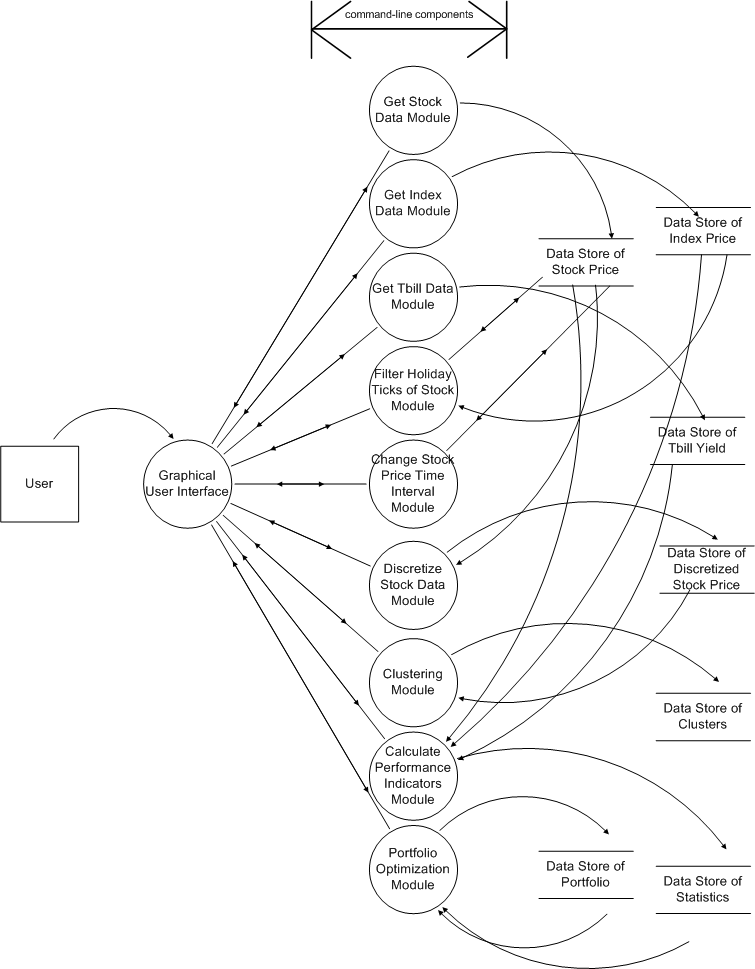 command-line components
Get Stock
Data Module
Get Index
Data Module
Data Store of
Index Price
Data Store of
Stock Price
Get Tbill Data
Module
Filter Holiday
Ticks of Stock
Module
Data Store of
Tbill Yield
User
Graphical
User Interface
Change Stock
Price Time
Interval
Module
Discretize
Stock Data
Module
Data Store of
Discretized
Stock Price
Clustering
Module
Data Store of
Clusters
Calculate
Performance
Indicators
Module
Portfolio
Optimization
Module
Data Store of
Portfolio
Data Store of
Statistics